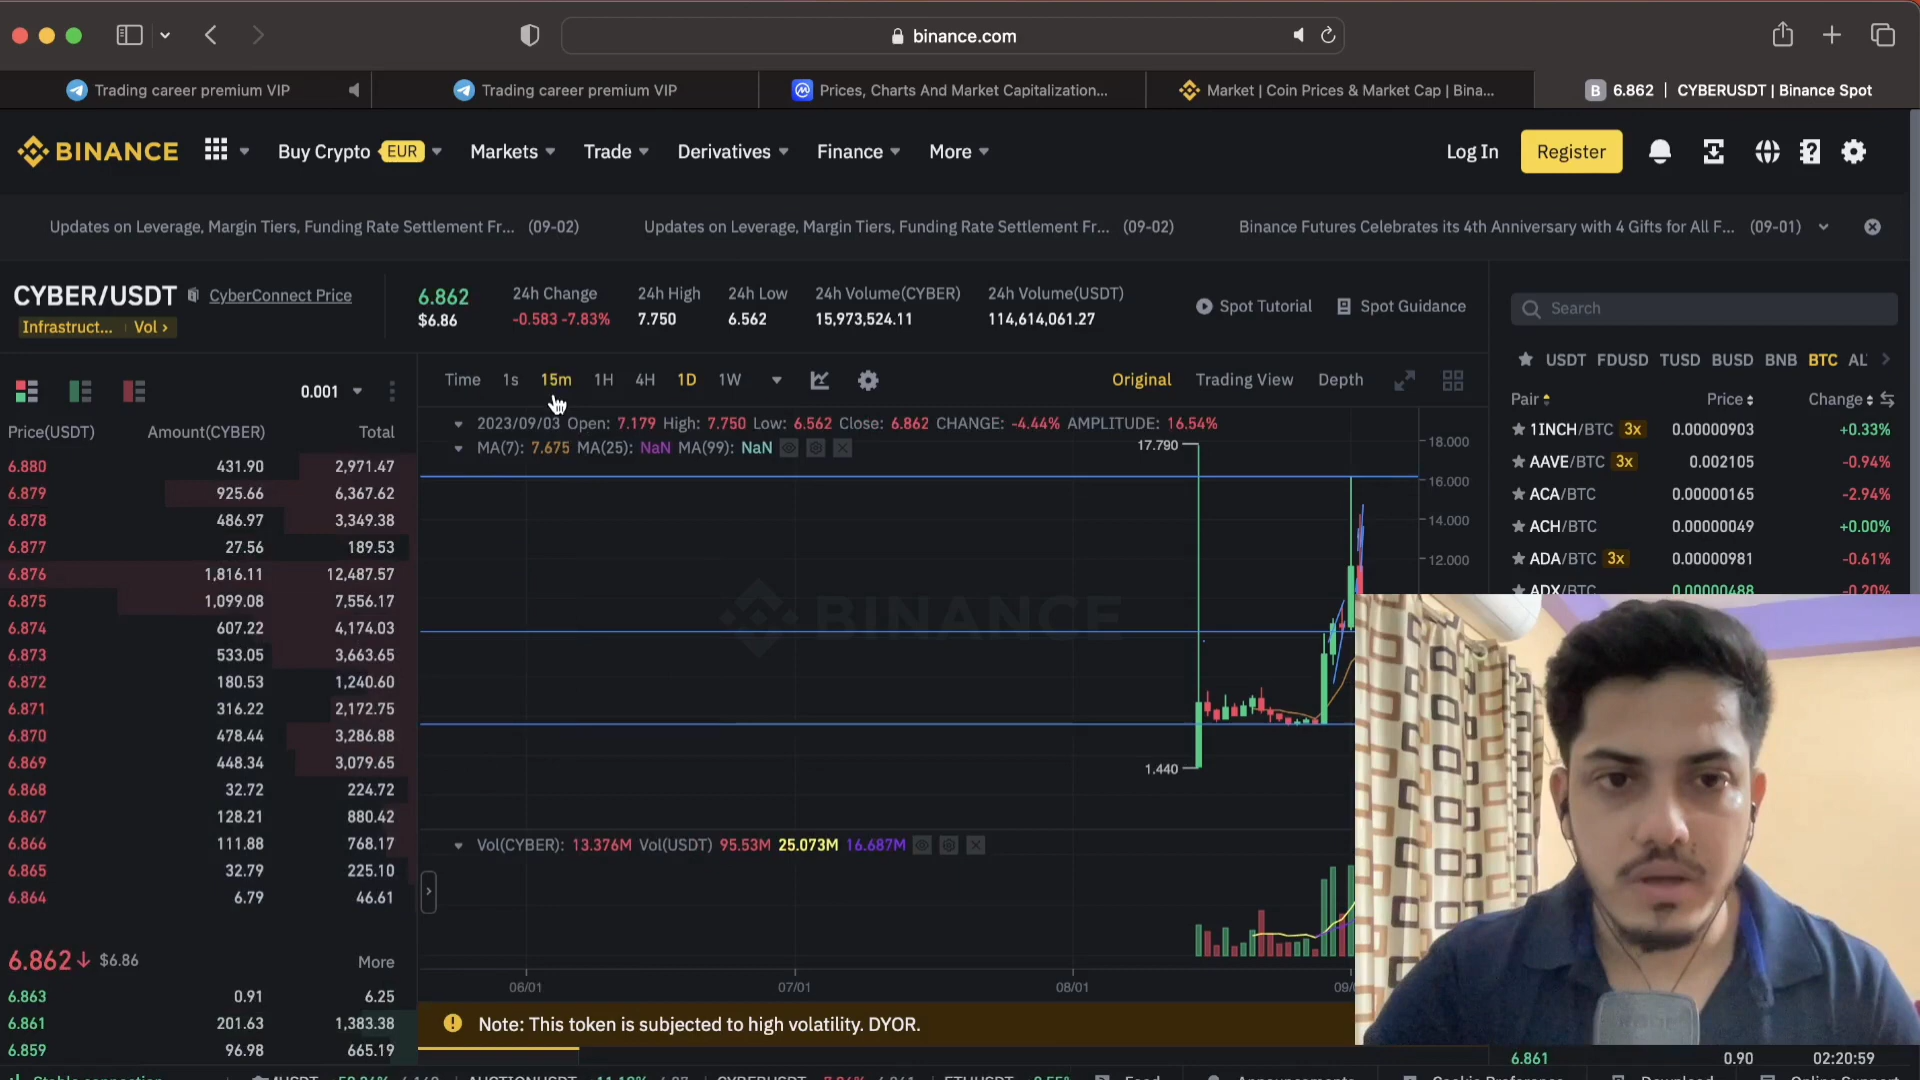 binance.com
Trading career premium VIP
Trading career premium VIP
Prices, Charts And Market Capitalization...
Market | Coin Prices & Market Cap | Bina...
B 6.862 | CYBERUSDT | Binance Spot
BINANCE
Buy Crypto EUR
Markets
Trade
Derivatives
Finance
More
Log In
Register
Updates on Leverage, Margin Tiers, Funding Rate Settlement Fr... (09-02)
Updates on Leverage, Margin Tiers, Funding Rate Settlement Fr... (09-02)
Binance Futures Celebrates its 4th Anniversary with 4 Gifts for All F... (09-01)
CYBER/USDT
CyberConnect Price
Infrastruct... Vol
6.862
$6.86
24h Change
-0.583 -7.83%
24h High
7.750
24h Low
6.562
24h Volume(CYBER)
15,973,524.11
24h Volume(USDT)
114,614,061.27
Spot Tutorial
Spot Guidance
0.001
Price(USDT) Amount(CYBER) Total
6.880 431.90 2,971.47
6.879 925.66 6,367.62
6.878 486.97 3,349.38
6.877 27.56 189.53
6.876 1,816.11 12,487.57
6.875 1,099.08 7,556.17
6.874 607.22 4,174.03
6.873 533.05 3,663.65
6.872 180.53 1,240.60
6.871 316.22 2,172.75
6.870 478.44 3,286.88
6.869 448.34 3,079.65
6.868 32.72 224.72
6.867 128.21 880.42
6.866 111.88 768.17
6.865 32.79 225.10
6.864 6.79 46.61
6.862 $6.86 More
6.863 0.91 6.25
6.861 201.63 1,383.38
6.859 96.98 665.19
Time 1s 15m 1H 4H 1D 1W
Original Trading View Depth
2023/09/03 Open: 7.179 High: 7.750 Low: 6.562 Close: 6.862 CHANGE: -4.44% AMPLITUDE: 16.54%
MA(7): 7.675 MA(25): NaN MA(99): NaN
17.790
18.000
16.000
14.000
12.000
BINANCE
1.440
Vol(CYBER): 13.376M Vol(USDT) 95.53M 25.073M 16.687M
06/01 07/01 08/01
Note: This token is subjected to high volatility. DYOR.
Search
USDT FDUSD TUSD BUSD BNB BTC
Pair Price Change
1INCH/BTC 3x 0.00000903 +0.33%
AAVE/BTC 3x 0.002105 -0.94%
ACA/BTC 0.00000165 -2.94%
ACH/BTC 0.00000049 +0.00%
ADA/BTC 3x 0.00000981 -0.61%
ADX/BTC 0.00000488 -0.20%
6.861 0.90 02:20:59